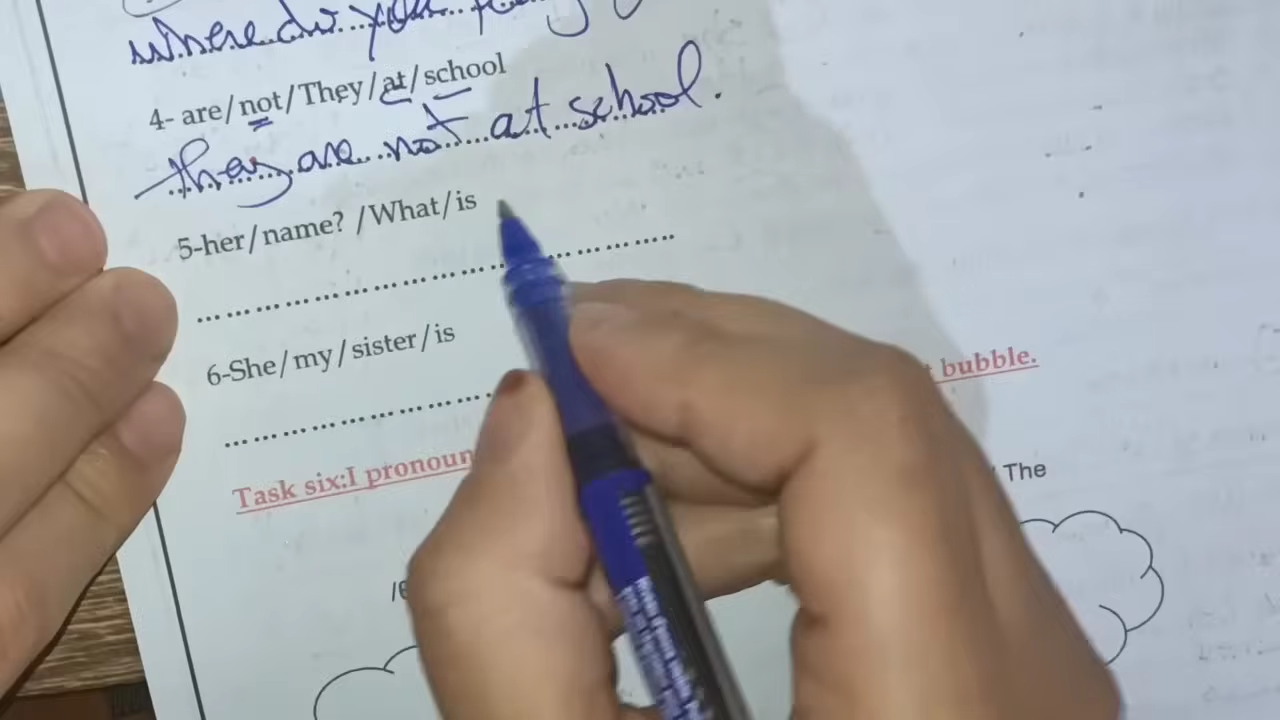 where do you
4- are/not/They/at/school
they are not at school.
5-her/name? /What/is
6-She/my/sister/is
bubble.
Task six:I pronoun
The